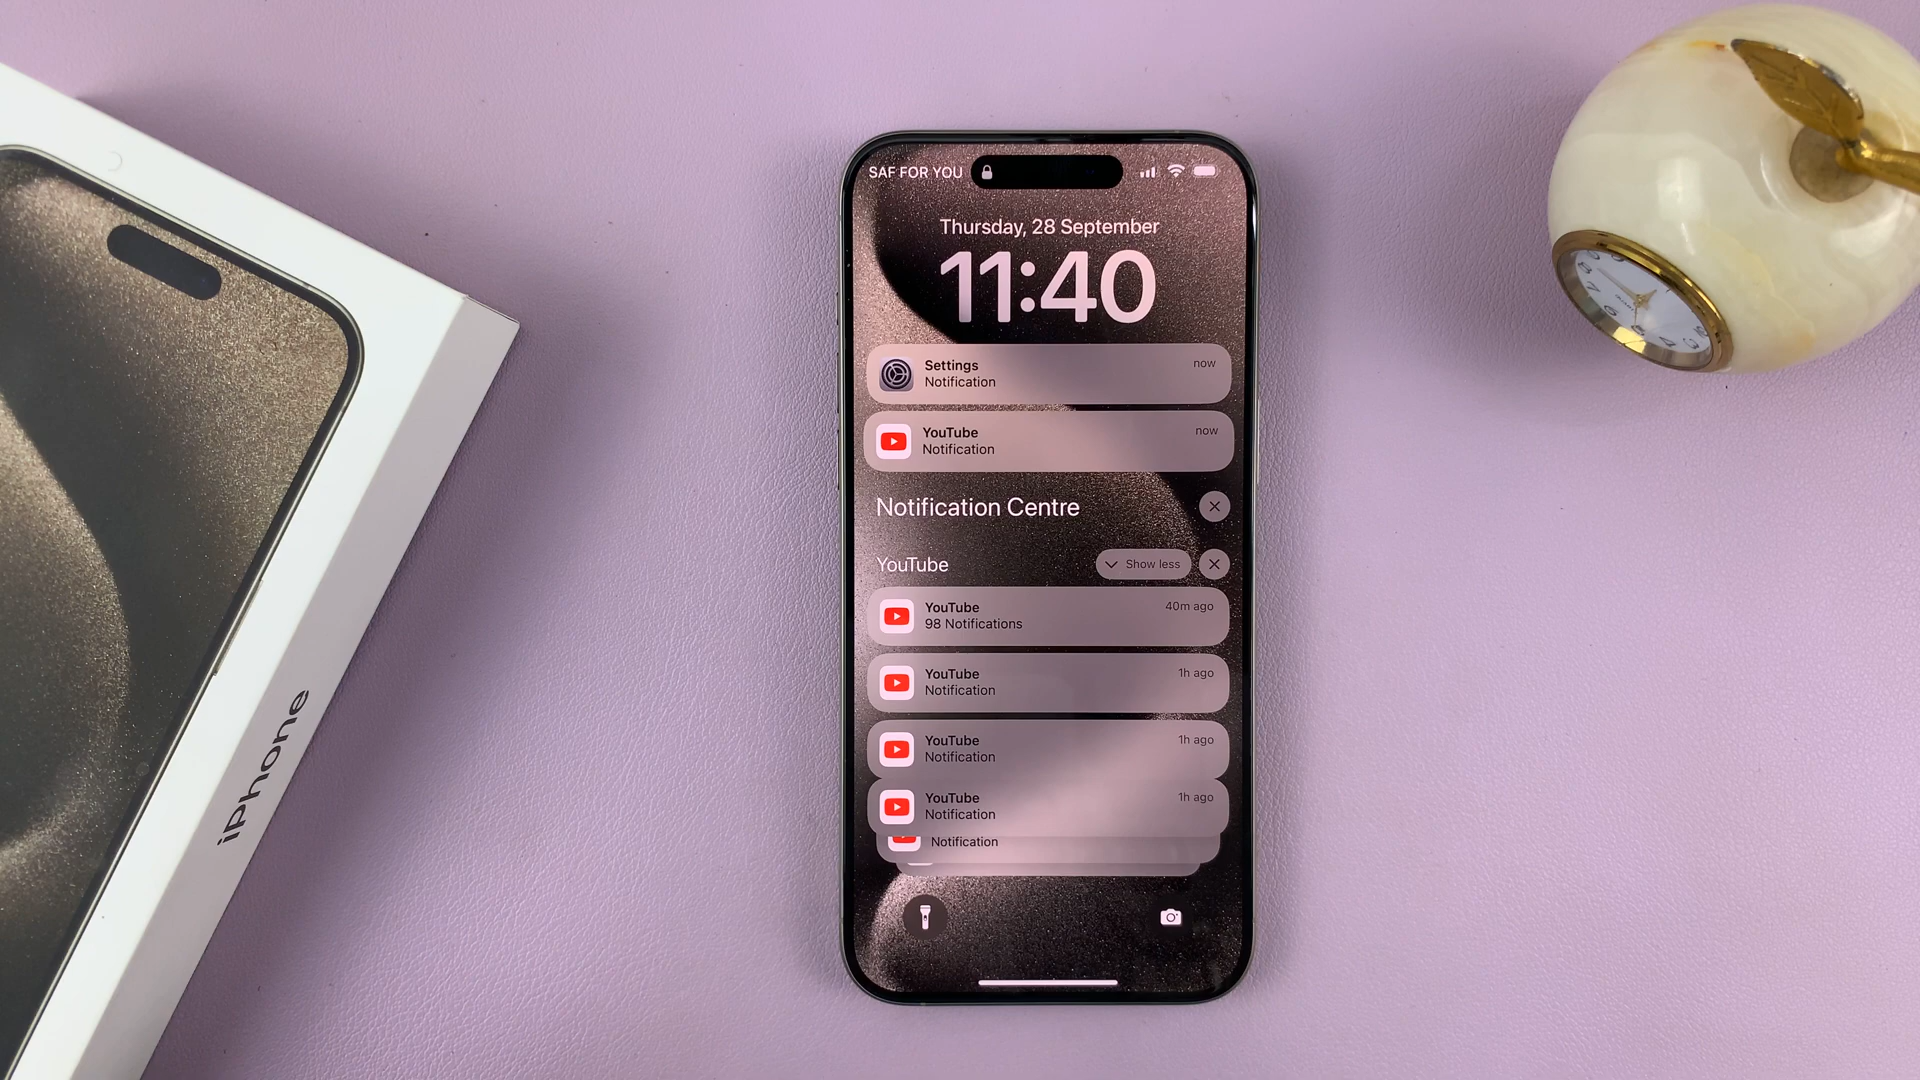 SAF FOR YOU
Thursday, 28 September
11:40
Settings
now
Notification
YouTube
now
Notification
Notification Centre
YouTube
Show less
YouTube
40m ago
98 Notifications
YouTube
1h ago
Notification
YouTube
1h ago
Notification
YouTube
1h ago
Notification
Notification
iPhone